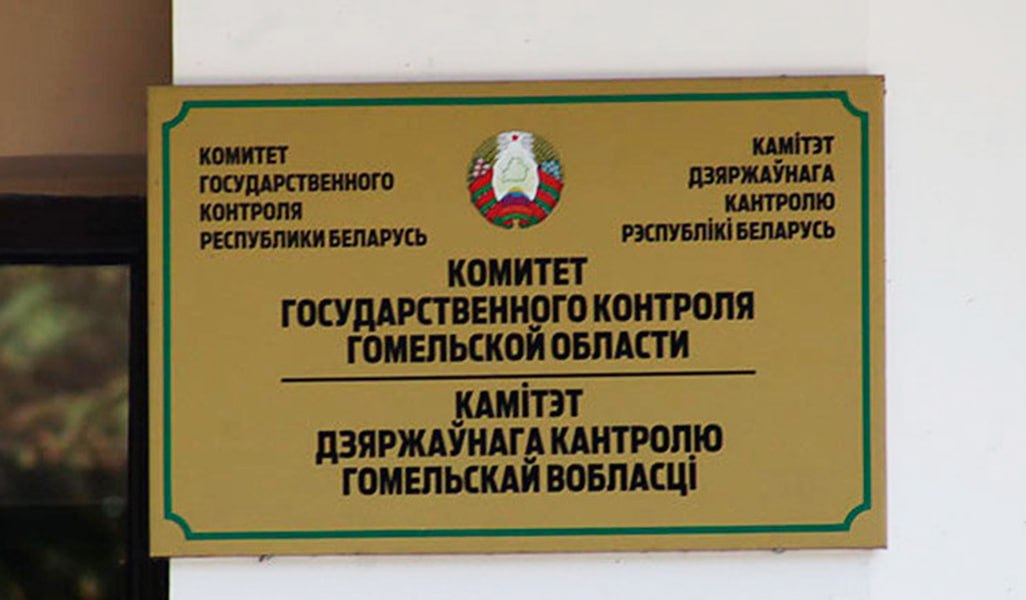 КОМИТЕТ
ГОСУДАРСТВЕННОГО
КОНТРОЛЯ
РЕСПУБЛИКИ БЕЛАРУСЬ
КАМІТЭТ
ДЗЯРЖАЎНАГА
КАНТРОЛЮ
РЭСПУБЛІКІ БЕЛАРУСЬ
КОМИТЕТ
ГОСУДАРСТВЕННОГО КОНТРОЛЯ
ГОМЕЛЬСКОЙ ОБЛАСТИ
КАМІТЭТ
ДЗЯРЖАЎНАГА КАНТРОЛЮ
ГОМЕЛЬСКАЙ ВОБЛАСЦІ